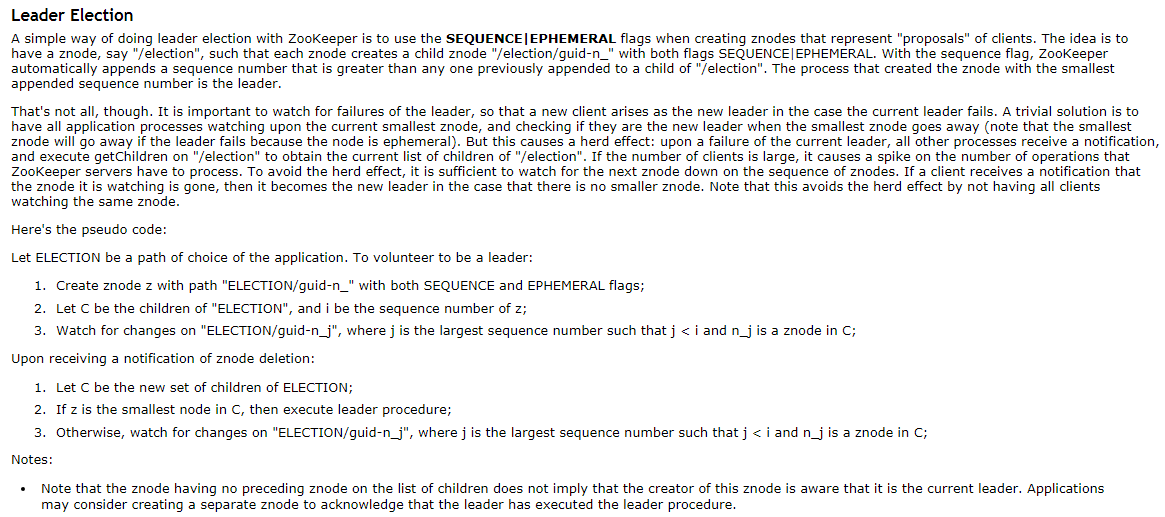 Leader Election
A simple way of doing leader election with ZooKeeper is to use the SEQUENCE|EPHEMERAL flags when creating znodes that represent "proposals" of clients. The idea is to
have a znode, say "/election", such that each znode creates a child znode "/election/guid-n_" with both flags SEQUENCE|EPHEMERAL. With the sequence flag, ZooKeeper
automatically appends a sequence number that is greater than any one previously appended to a child of "/election". The process that created the znode with the smallest
appended sequence number is the leader.
That's not all, though. It is important to watch for failures of the leader, so that a new client arises as the new leader in the case the current leader fails. A trivial solution is to
have all application processes watching upon the current smallest znode, and checking if they are the new leader when the smallest znode goes away (note that the smallest
znode will go away if the leader fails because the node is ephemeral). But this causes a herd effect: upon a failure of the current leader, all other processes receive a notification,
and execute getChildren on "/election" to obtain the current list of children of "/election". If the number of clients is large, it causes a spike on the number of operations that
ZooKeeper servers have to process. To avoid the herd effect, it is sufficient to watch for the next znode down on the sequence of znodes. If a client receives a notification that
the znode it is watching is gone, then it becomes the new leader in the case that there is no smaller znode. Note that this avoids the herd effect by not having all clients
watching the same znode.
Here's the pseudo code:
Let ELECTION be a path of choice of the application. To volunteer to be a leader:
1. Create znode z with path "ELECTION/guid-n_" with both SEQUENCE and EPHEMERAL flags;
2. Let C be the children of "ELECTION", and i be the sequence number of z;
3. Watch for changes on "ELECTION/guid-n_j", where j is the largest sequence number such that j < i and n_j is a znode in C;
Upon receiving a notification of znode deletion:
1. Let C be the new set of children of ELECTION;
2. If z is the smallest node in C, then execute leader procedure;
3. Otherwise, watch for changes on "ELECTION/guid-n_j", where j is the largest sequence number such that j < i and n_j is a znode in C;
Notes:
• Note that the znode having no preceding znode on the list of children does not imply that the creator of this znode is aware that it is the current leader. Applications
may consider creating a separate znode to acknowledge that the leader has executed the leader procedure.